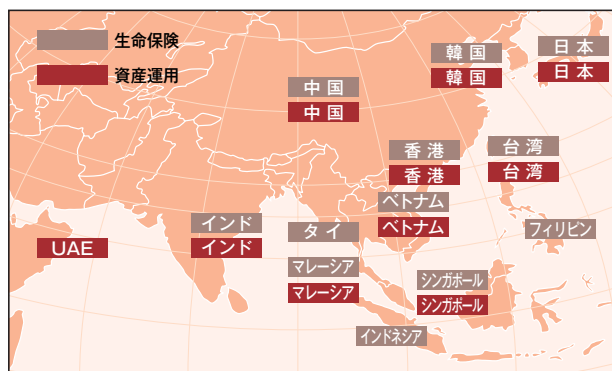 生命保険
資産運用
日本
日本
韓国
韓国
中国
中国
香港
香港
台湾
台湾
ベトナム
ベトナム
フィリピン
インド
インド
タイ
UAE
マレーシア
マレーシア
シンガポール
シンガポール
インドネシア